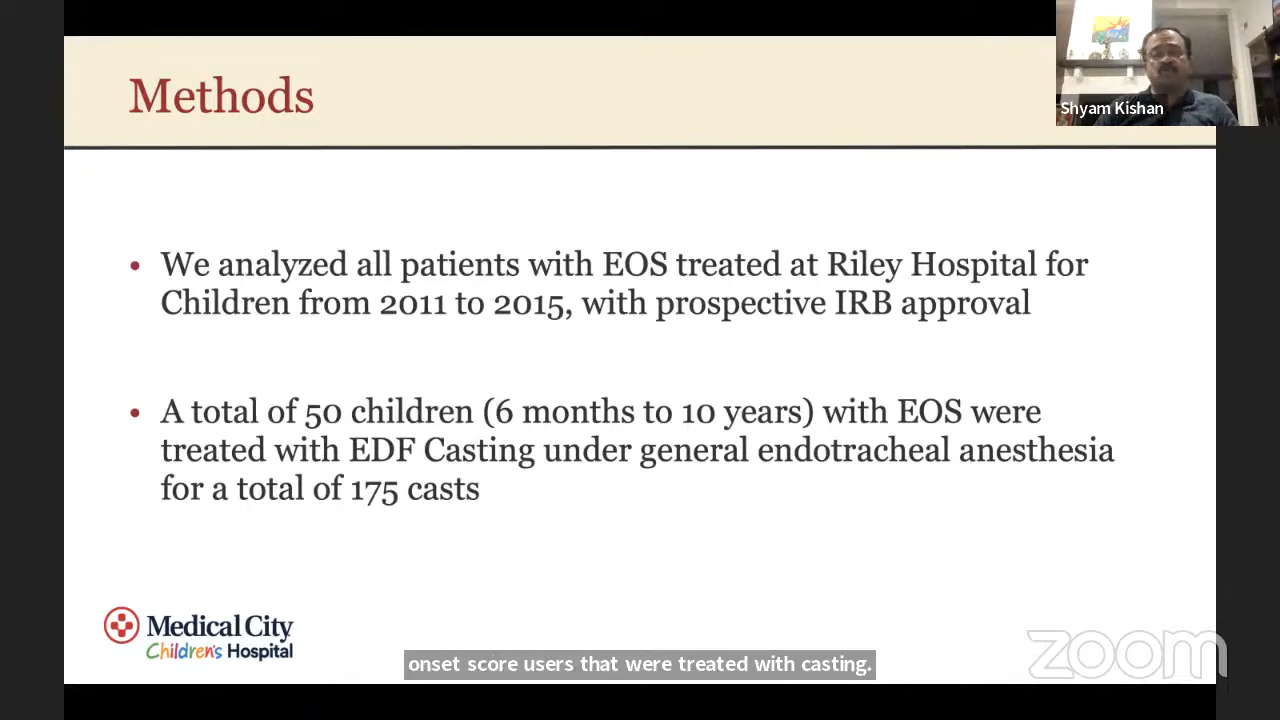 Methods
Shyam Kishan
• We analyzed all patients with EOS treated at Riley Hospital for
Children from 2011 to 2015, with prospective IRB approval
• A total of 50 children (6 months to 10 years) with EOS were
treated with EDF Casting under general endotracheal anesthesia
for a total of 175 casts
Medical City
Children's Hospital
onset score users that were treated with casting.
zoom